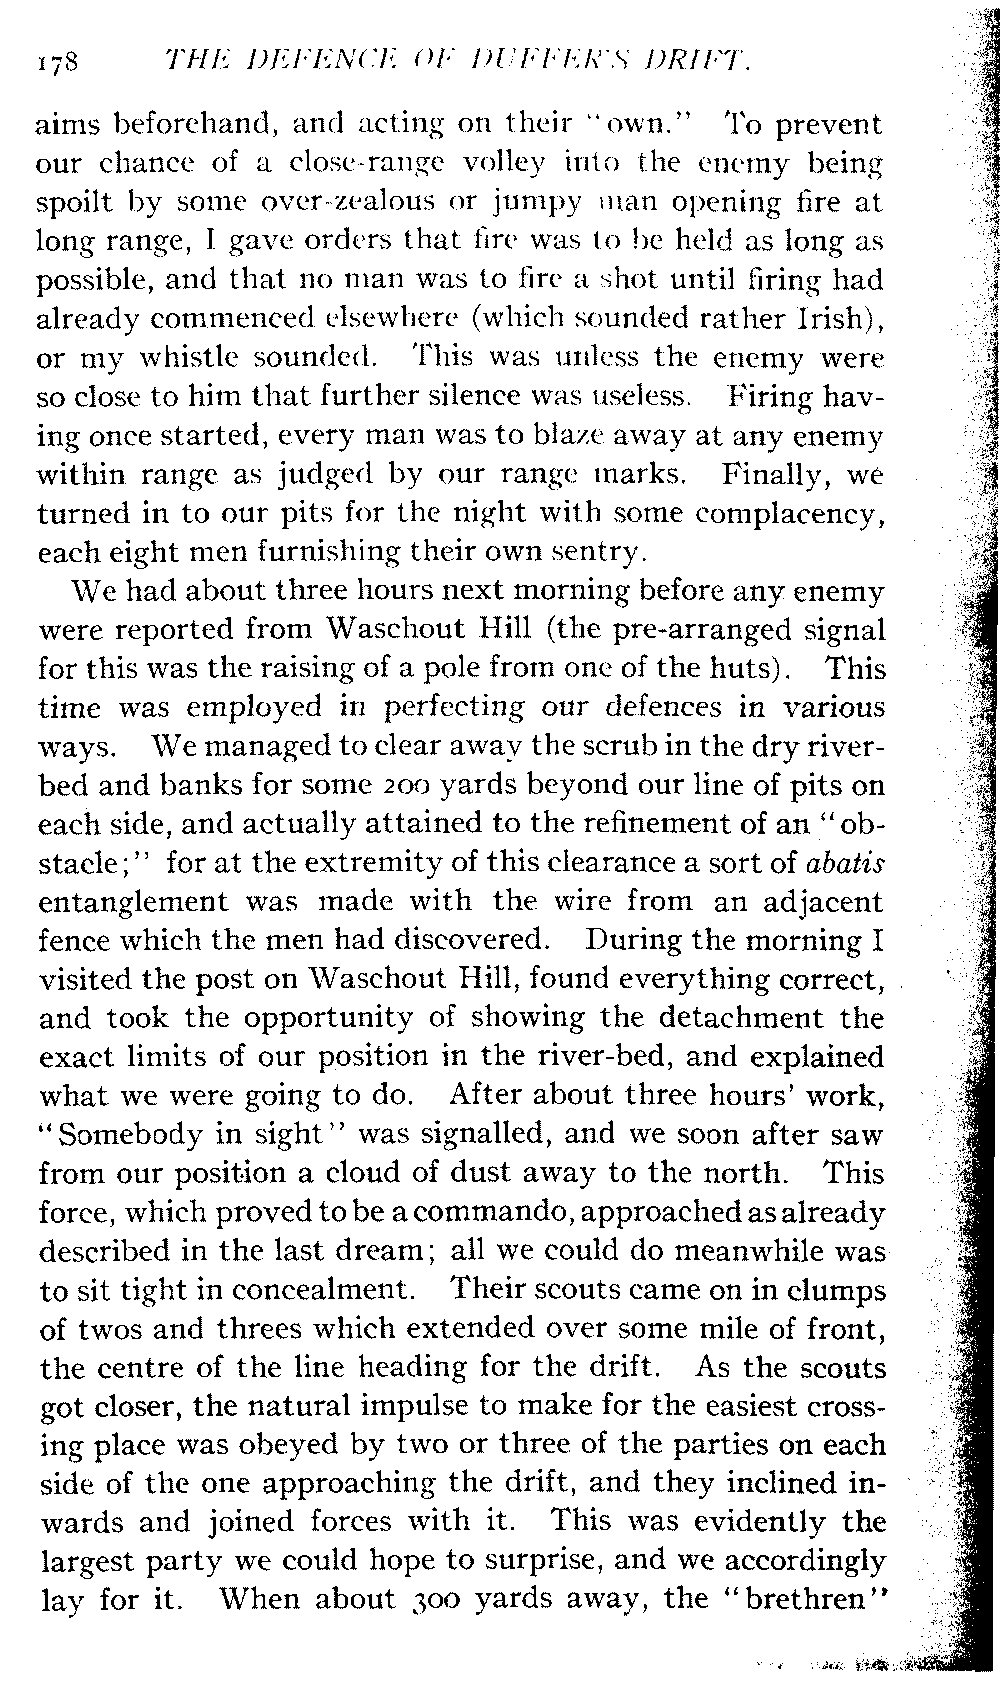 178 THE DEFENCE OF DUFFER'S DRIFT.
aims beforehand, and acting on their "own." To prevent
our chance of a close-range volley into the enemy being
spoilt by some over-zealous or jumpy man opening fire at
long range, I gave orders that fire was to be held as long as
possible, and that no man was to fire a shot until firing had
already commenced elsewhere (which sounded rather Irish),
or my whistle sounded. This was unless the enemy were
so close to him that further silence was useless. Firing hav-
ing once started, every man was to blaze away at any enemy
within range as judged by our range marks. Finally, we
turned in to our pits for the night with some complacency,
each eight men furnishing their own sentry.
We had about three hours next morning before any enemy
were reported from Waschout Hill (the pre-arranged signal
for this was the raising of a pole from one of the huts). This
time was employed in perfecting our defences in various
ways. We managed to clear away the scrub in the dry river-
bed and banks for some 200 yards beyond our line of pits on
each side, and actually attained to the refinement of an "ob-
stacle;" for at the extremity of this clearance a sort of abatis
entanglement was made with the wire from an adjacent
fence which the men had discovered. During the morning I
visited the post on Waschout Hill, found everything correct,
and took the opportunity of showing the detachment the
exact limits of our position in the river-bed, and explained
what we were going to do. After about three hours' work,
"Somebody in sight" was signalled, and we soon after saw
from our position a cloud of dust away to the north. This
force, which proved to be a commando, approached as already
described in the last dream; all we could do meanwhile was
to sit tight in concealment. Their scouts came on in clumps
of twos and threes which extended over some mile of front,
the centre of the line heading for the drift. As the scouts
got closer, the natural impulse to make for the easiest cross-
ing place was obeyed by two or three of the parties on each
side of the one approaching the drift, and they inclined in-
wards and joined forces with it. This was evidently the
largest party we could hope to surprise, and we accordingly
lay for it. When about 300 yards away, the "brethren"